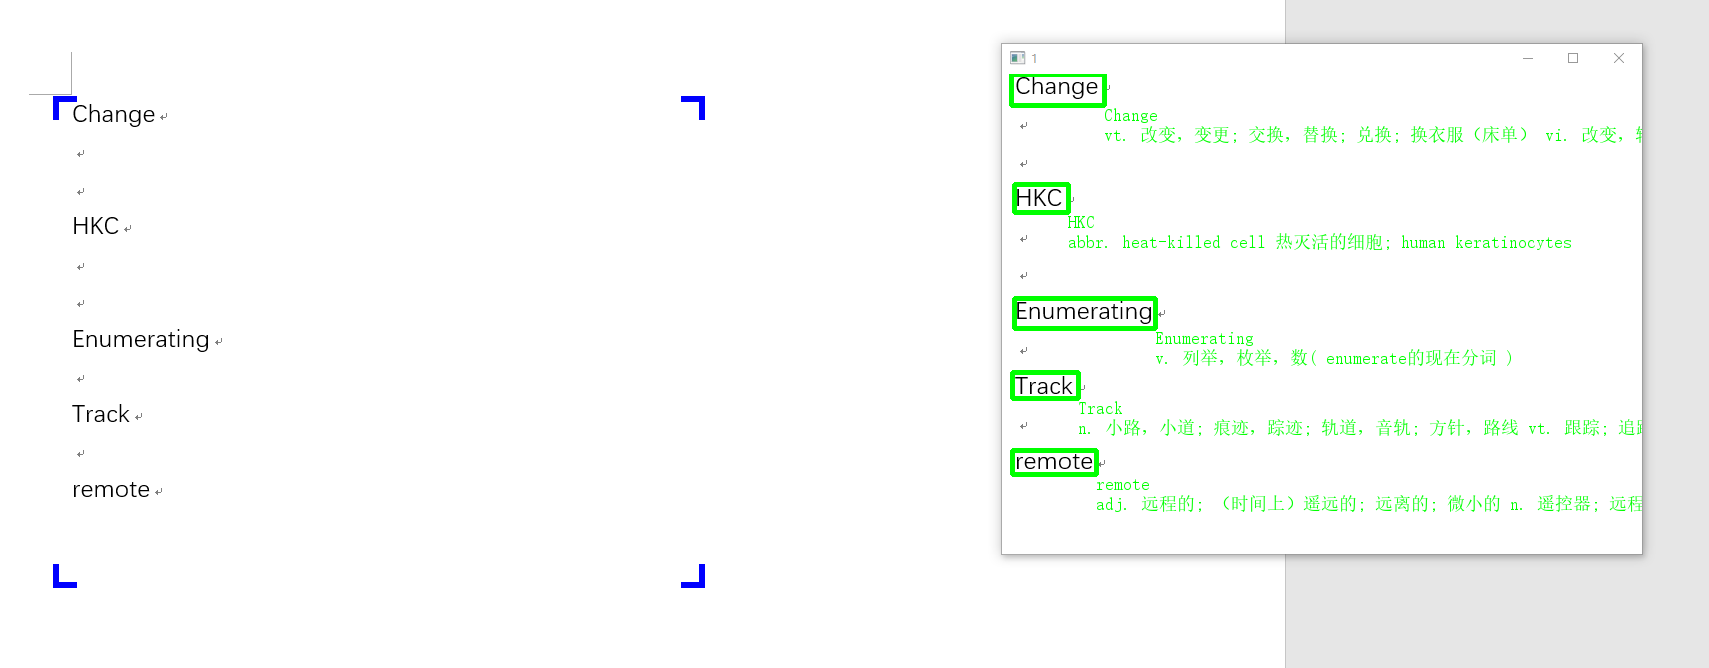 Change
HKC
Enumerating
Track
remote
1
Change
Change
vt. 改变，变更；交换，替换；兑换；换衣服（床单） vi. 改变，
HKC
HKC
abbr. heat-killed cell 热灭活的细胞；human keratinocytes
Enumerating
Enumerating
v. 列举，枚举，数( enumerate的现在分词 )
Track
Track
n. 小路，小道；痕迹，踪迹；轨道，音轨；方针，路线 vt. 跟踪；追踪
remote
remote
adj. 远程的；（时间上）遥远的；远离的；微小的 n. 遥控器；远程